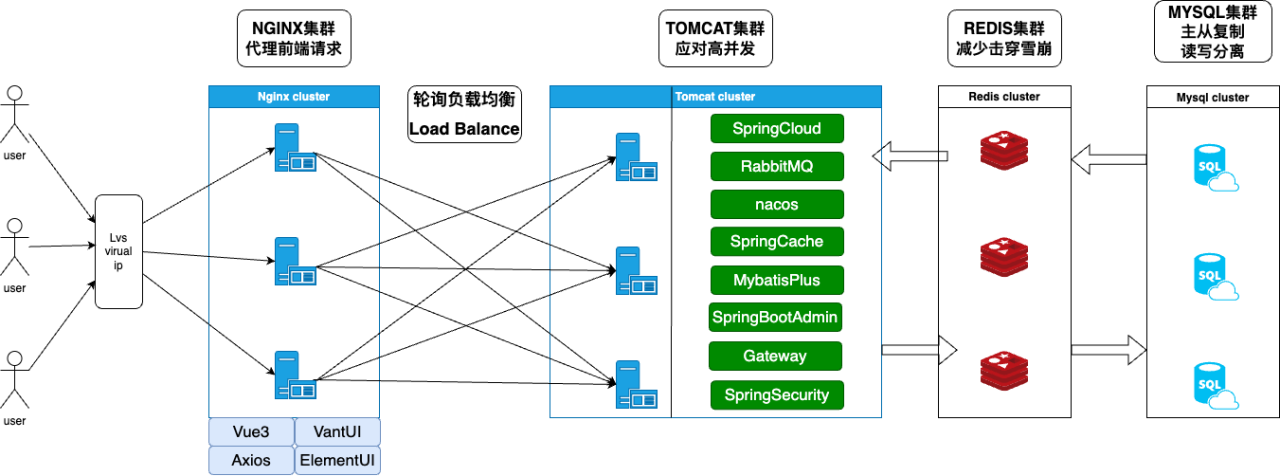 NGINX集群
代理前端请求
TOMCAT集群
应对高并发
REDIS集群
减少击穿雪崩
MYSQL集群
主从复制
读写分离
轮询负载均衡
Load Balance
user
user
user
Lvs
virual
ip
Nginx cluster
Vue3
VantUI
Axios
ElementUI
Tomcat cluster
SpringCloud
RabbitMQ
nacos
SpringCache
MybatisPlus
SpringBootAdmin
Gateway
SpringSecurity
Redis cluster
Mysql cluster
SQL
SQL
SQL